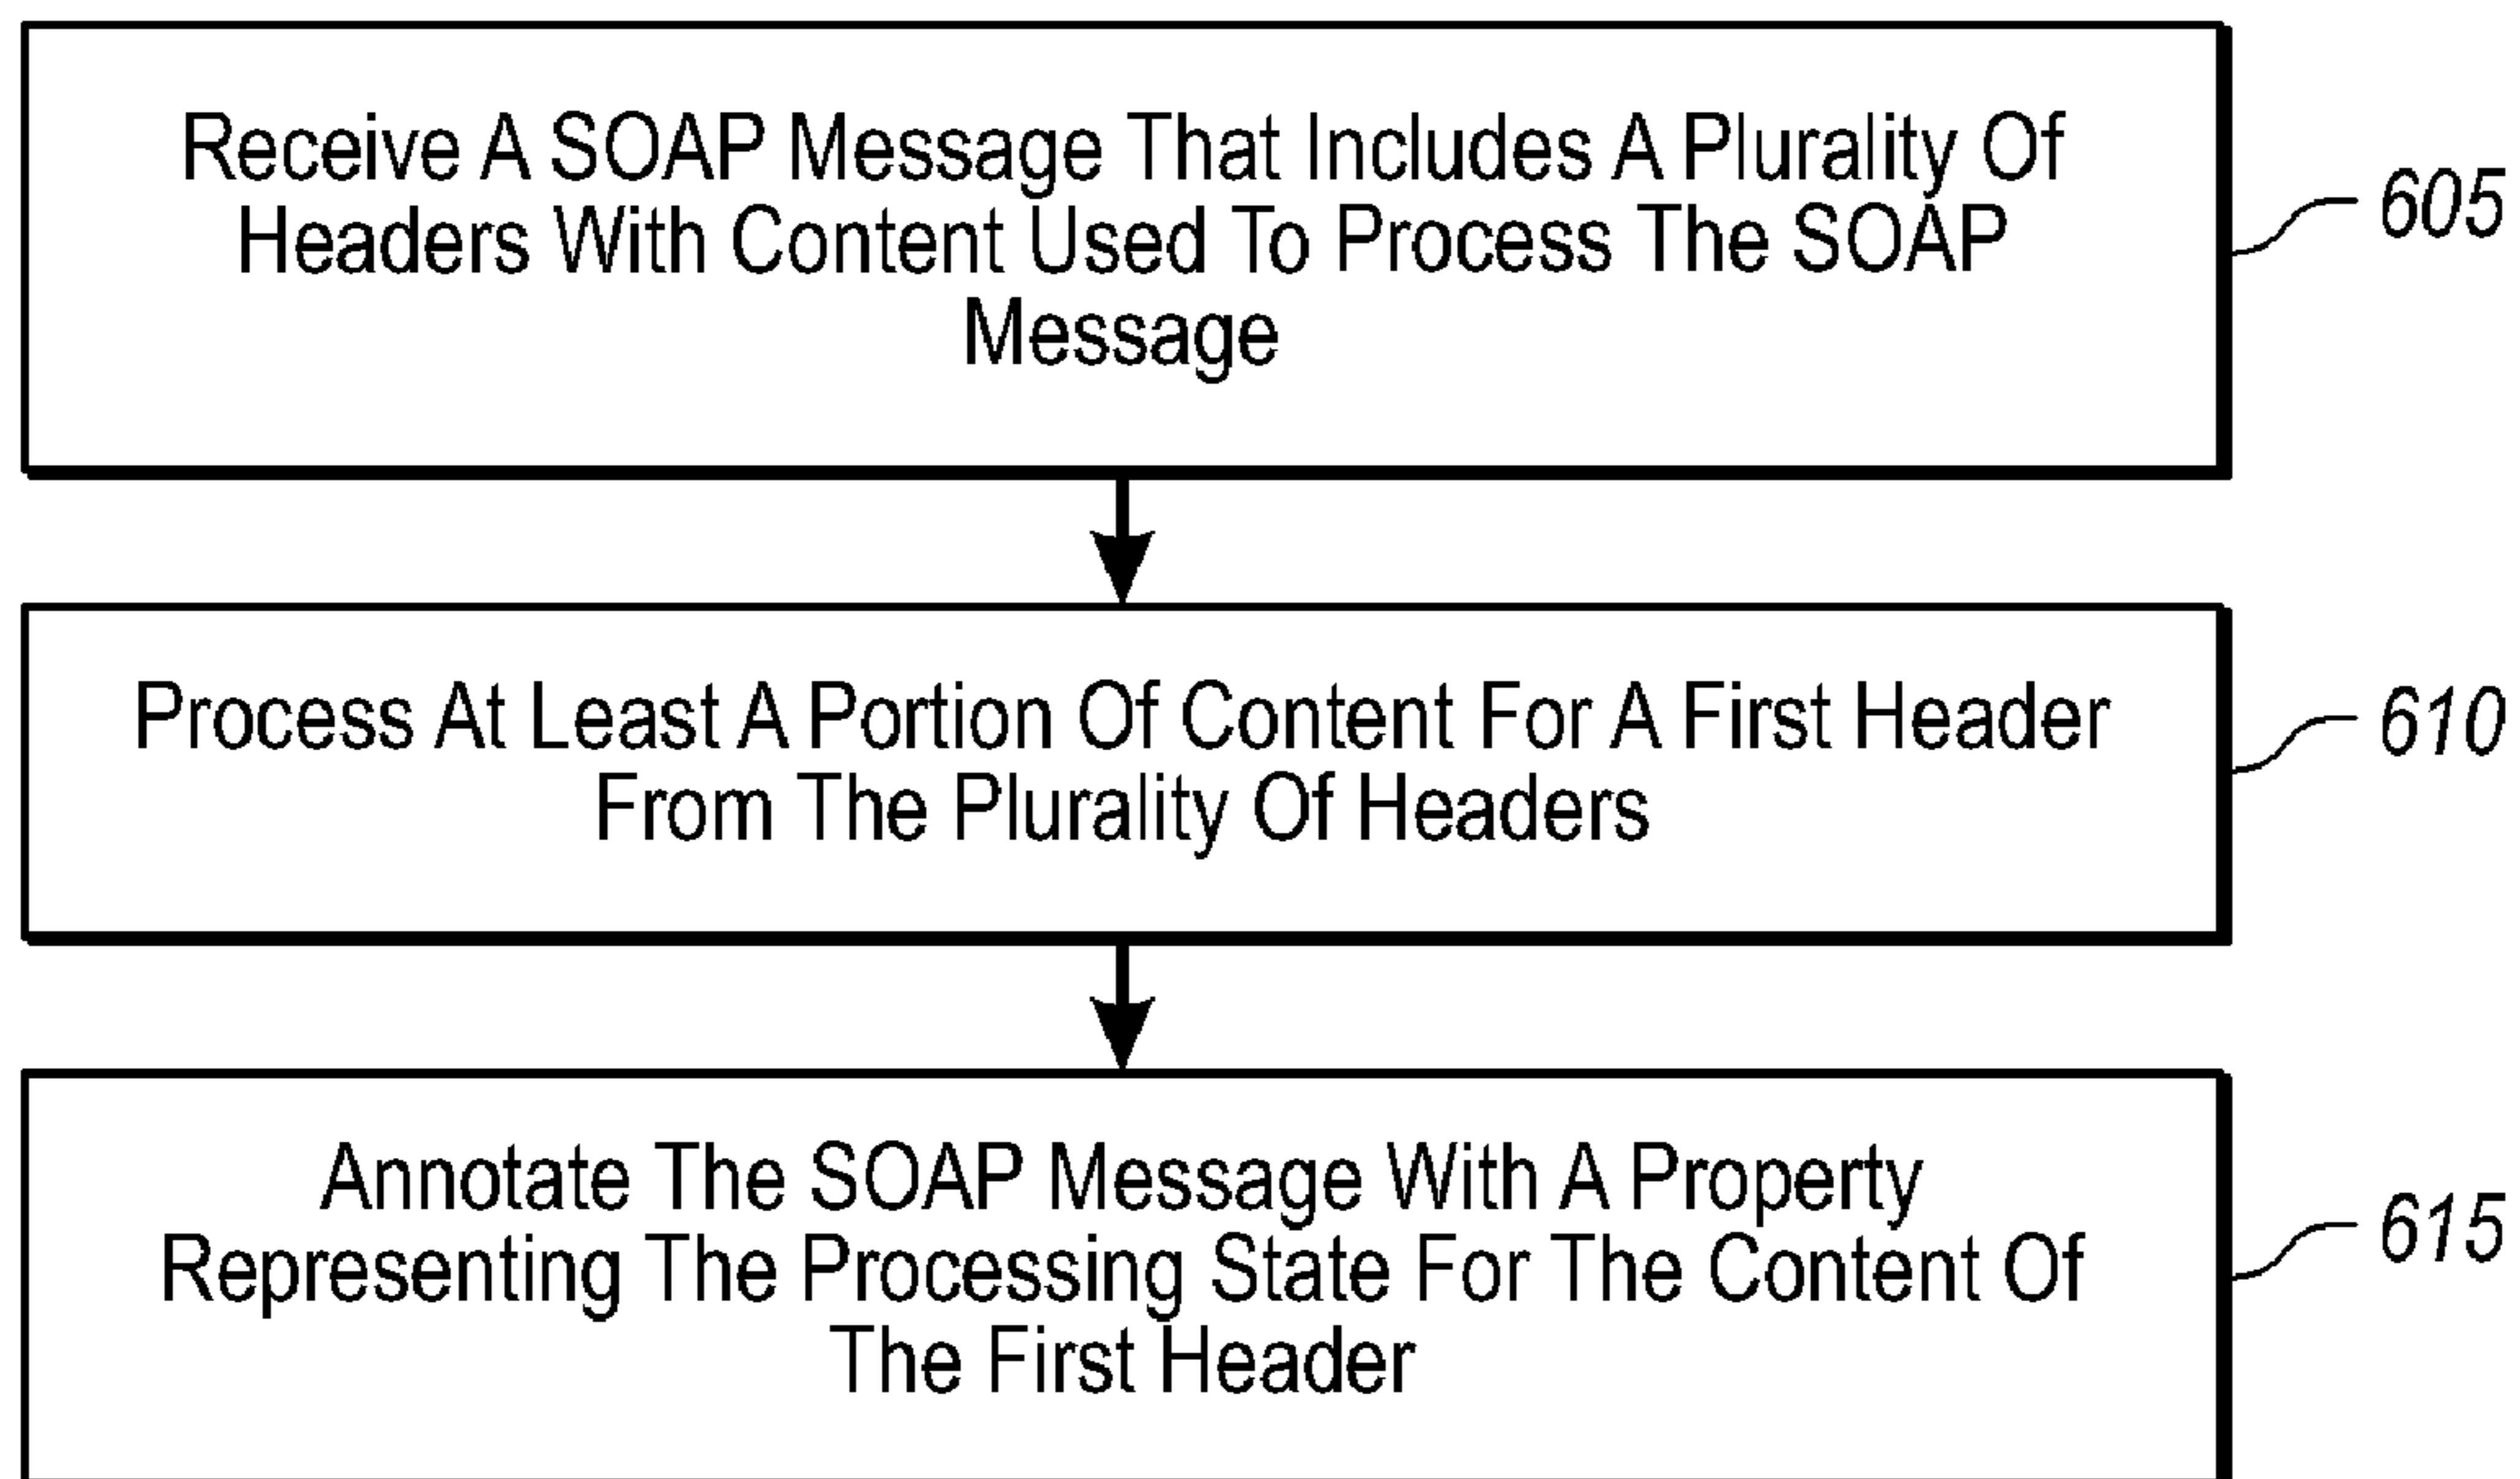 Receive A SOAP Message That Includes A Plurality Of
Headers With Content Used To Process The SOAP
Message
605
Process At Least A Portion Of Content For A First Header
From The Plurality Of Headers
610
Annotate The SOAP Message With A Property
Representing The Processing State For The Content Of
The First Header
615